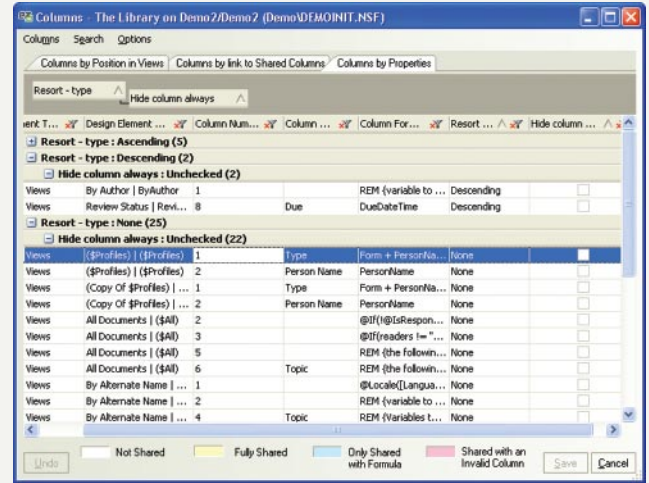 Columns - The Library on Demo2/Demo2 (Demo\DEMOINIT.NSF)
Columns Search Options
Columns by Position in Views Columns by link to Shared Columns Columns by Properties
Resort - type
Hide column always
ent T... Design Element ... Column Num... Column ... Column For... Resort ... Hide column ...
Resort - type : Ascending (5)
Resort - type : Descending (2)
Hide column always : Unchecked (2)
Views By Author | ByAuthor 1 REM {variable to ... Descending
Views Review Status | Revi... 8 Due DueDateTime Descending
Resort - type : None (25)
Hide column always : Unchecked (22)
Views ($Profiles) | ($Profiles) 1 Type Form + PersonNa... None
Views ($Profiles) | ($Profiles) 2 Person Name PersonName None
Views (Copy Of $Profiles) | ... 1 Type Form + PersonNa... None
Views (Copy Of $Profiles) | ... 2 Person Name PersonName None
Views All Documents | ($All) 2 @If(!@IsRespon... None
Views All Documents | ($All) 3 @If(readers != "... None
Views All Documents | ($All) 5 REM {the followin... None
Views All Documents | ($All) 6 Topic REM {the followin... None
Views By Alternate Name | ... 1 @Locale([Langua... None
Views By Alternate Name | ... 2 REM {variable to ... None
Views By Alternate Name | ... 4 Topic REM {Variables t... None
Undo Not Shared Fully Shared Only Shared with Formula Shared with an Invalid Column Save Cancel